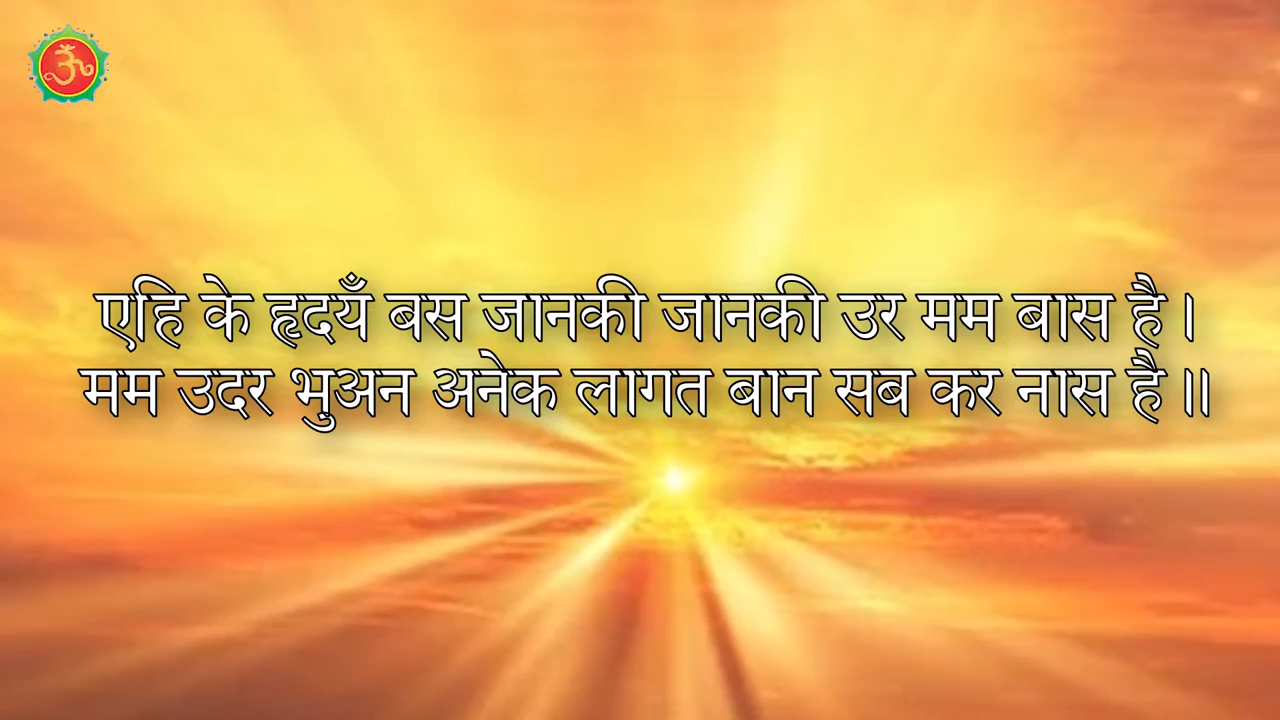 ॐ
एहि के हृदयँ बस जानकी जानकी उर मम बास है।
मम उदर भुअन अनेक लागत बान सब कर नास है॥